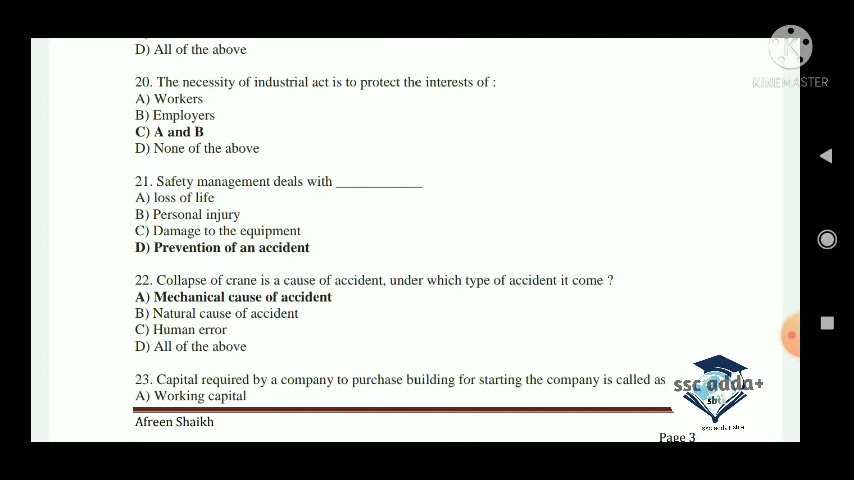 D) All of the above
20. The necessity of industrial act is to protect the interests of :
A) Workers
B) Employers
C) A and B
D) None of the above
21. Safety management deals with ____________
A) loss of life
B) Personal injury
C) Damage to the equipment
D) Prevention of an accident
22. Collapse of crane is a cause of accident, under which type of accident it come ?
A) Mechanical cause of accident
B) Natural cause of accident
C) Human error
D) All of the above
23. Capital required by a company to purchase building for starting the company is called as
A) Working capital
Afreen Shaikh
Page 3
K
KINEMASTER
ssc adda+